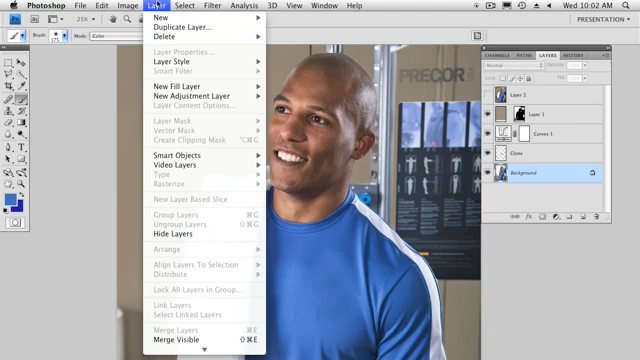 Photoshop File Edit Image Layer Select Filter Analysis 3D View Window Help Wed 10:02 AM
25% PRESENTATION
Brush: 175 Mode: Color
New
Duplicate Layer...
Delete
Layer Properties...
Layer Style
Smart Filter
New Fill Layer
New Adjustment Layer
Layer Content Options...
Layer Mask
Vector Mask
Create Clipping Mask ⌥⌘G
Smart Objects
Video Layers
Type
Rasterize
New Layer Based Slice
Group Layers ⌘G
Ungroup Layers ⇧⌘G
Hide Layers
Arrange
Align Layers To Selection
Distribute
Lock All Layers in Group...
Link Layers
Select Linked Layers
Merge Layers ⌘E
Merge Visible ⇧⌘E
PRECOR
CHANNELS PATHS LAYERS HISTORY
Normal Opacity:
Lock: Fill:
Layer 2
Layer 1
Curves 1
Clone
Background